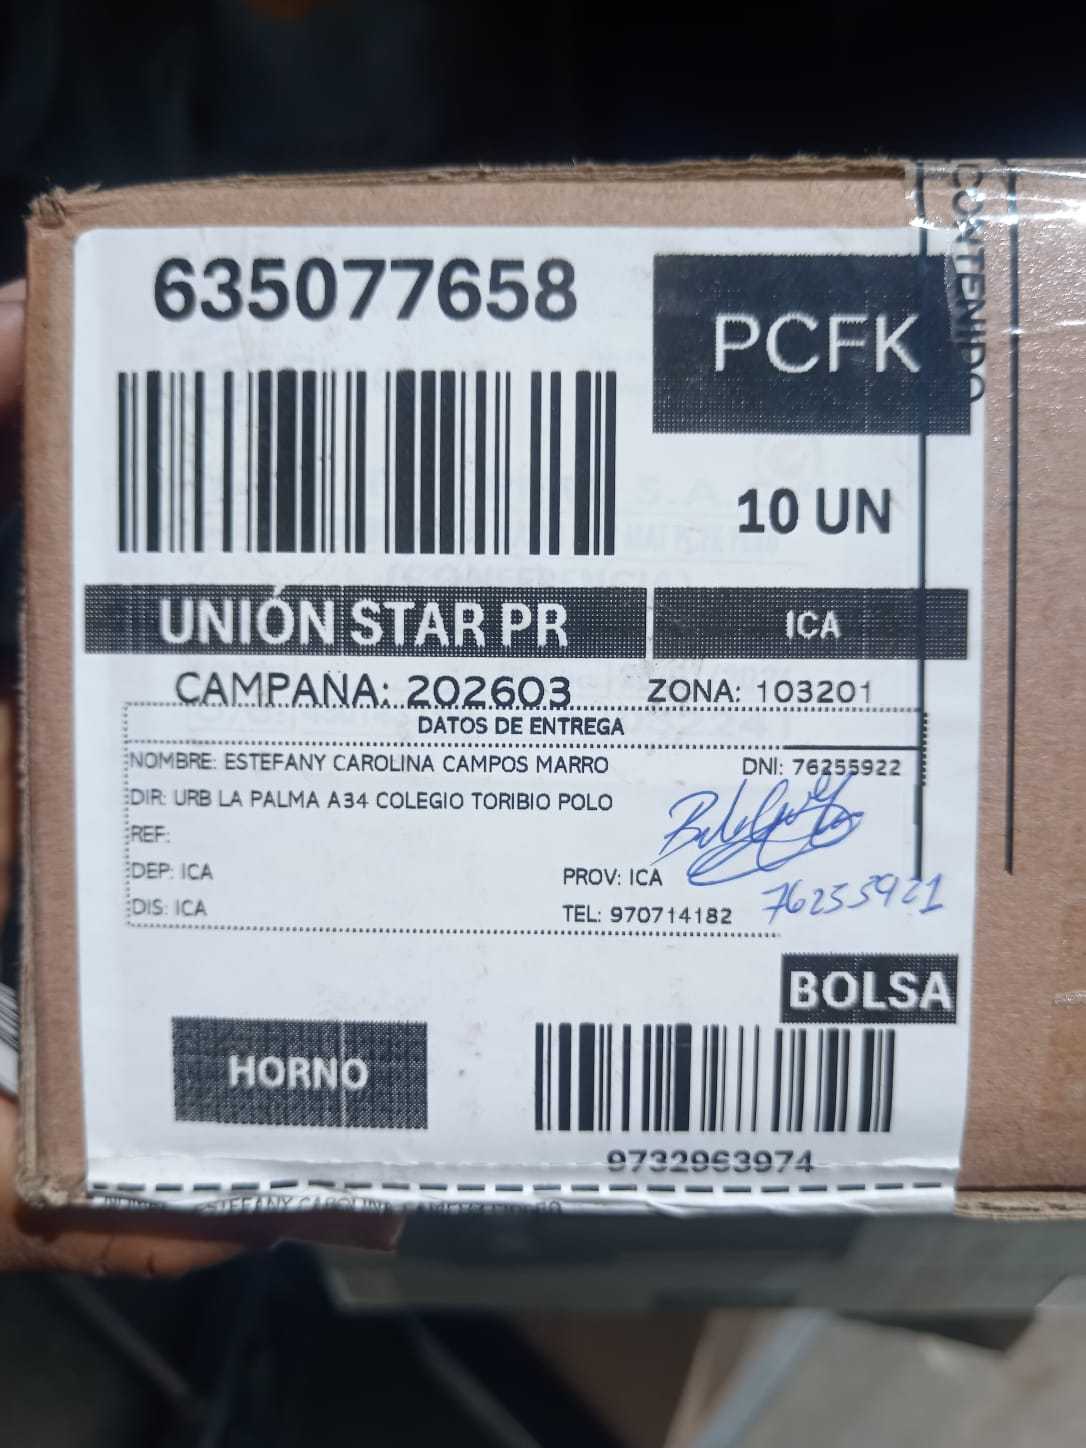 CONTENIDO
635077658
PCFK
10 UN
UNIÓN STAR PR
ICA
CAMPAÑA: 202603 ZONA: 103201
DATOS DE ENTREGA
NOMBRE: ESTEFANY CAROLINA CAMPOS MARRO DNI: 76255922
DIR: URB LA PALMA A34 COLEGIO TORIBIO POLO
REF:
DEP: ICA PROV: ICA
DIS: ICA TEL: 970714182
76255921
BOLSA
HORNO
9732963974
ESTEFANY CAROLINA